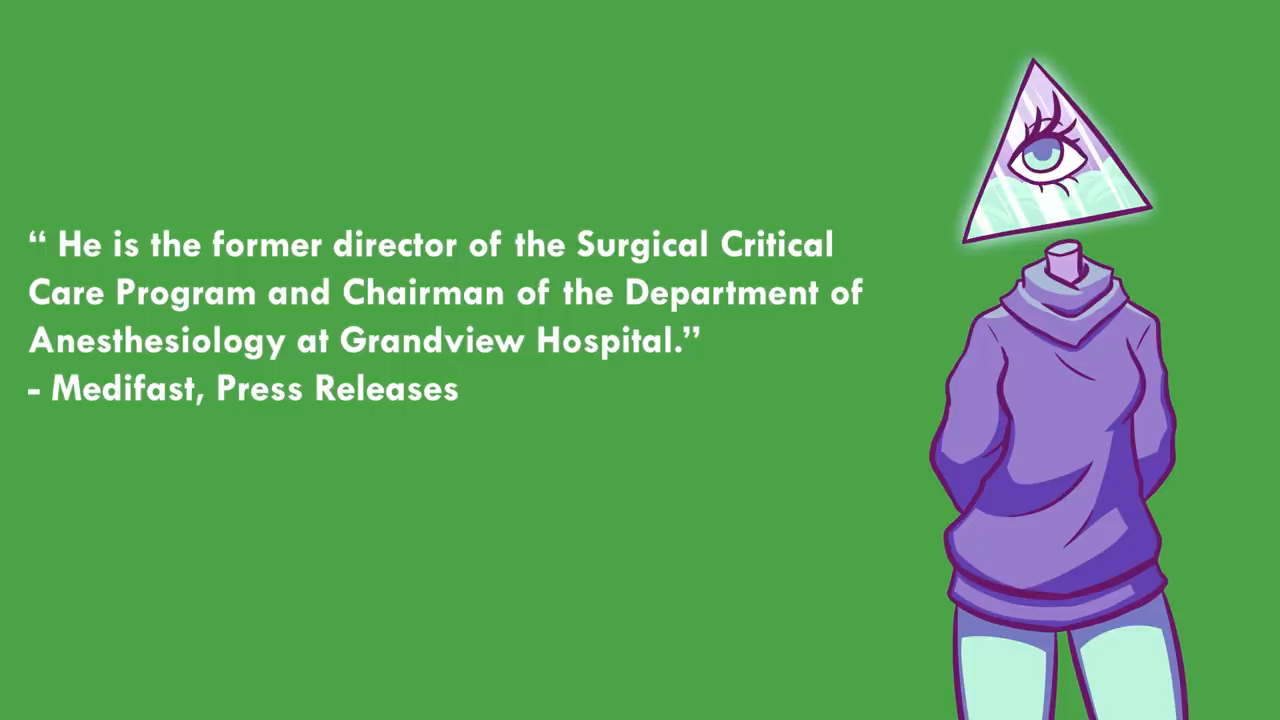 “ He is the former director of the Surgical Critical
Care Program and Chairman of the Department of
Anesthesiology at Grandview Hospital.”
- Medifast, Press Releases